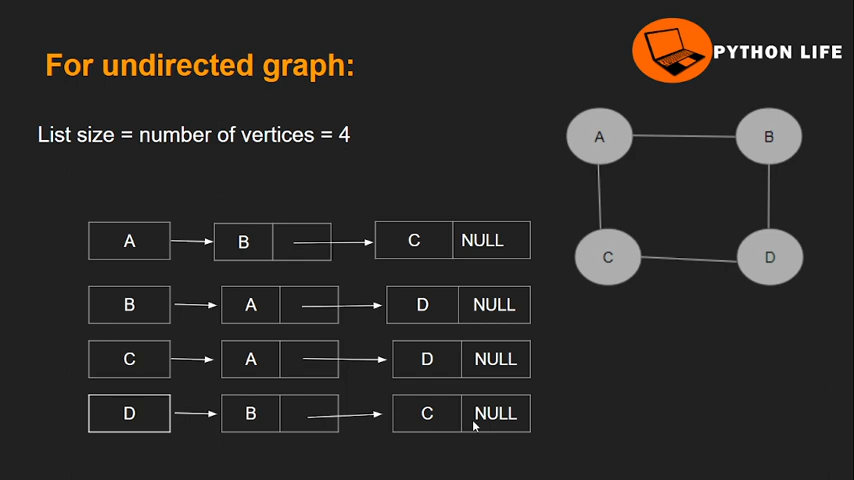 For undirected graph:
PYTHON LIFE
List size = number of vertices = 4
A B
C D
A B C NULL
B A D NULL
C A D NULL
D B C NULL